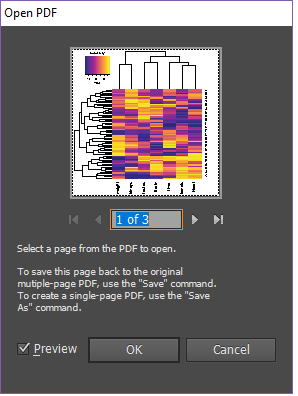 Open PDF
1 of 3
Select a page from the PDF to open.
To save this page back to the original
mutiple-page PDF, use the "Save" command.
To create a single-page PDF, use the "Save
As" command.
Preview
OK
Cancel